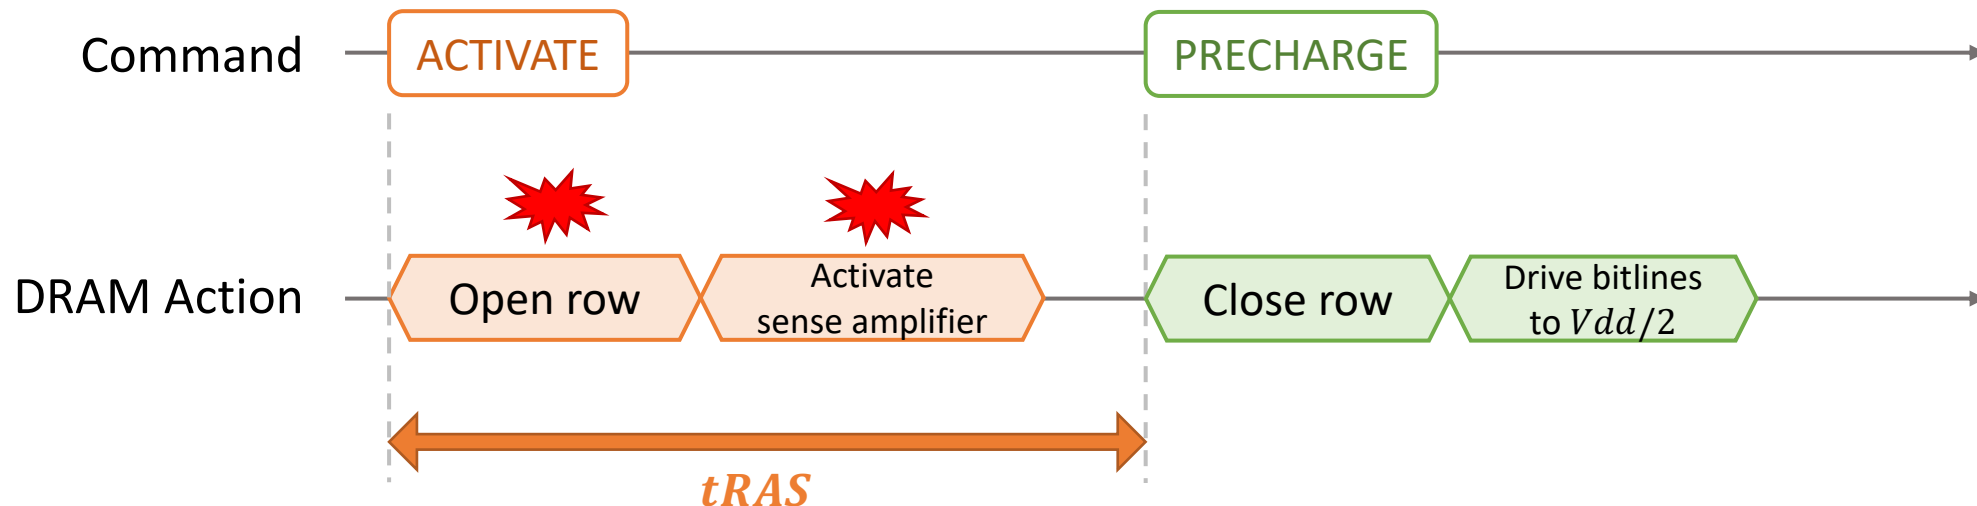 Command
ACTIVATE
PRECHARGE
DRAM Action
Open row
Activate
sense amplifier
Close row
Drive bitlines
to Vdd/2
tRAS